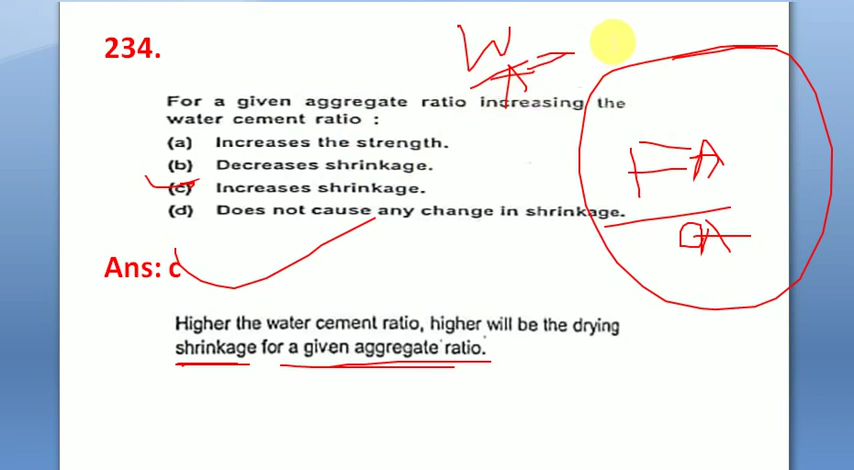 234.
For a given aggregate ratio increasing the
water cement ratio :
(a) Increases the strength.
(b) Decreases shrinkage.
(c) Increases shrinkage.
(d) Does not cause any change in shrinkage.
Ans: c
Higher the water cement ratio, higher will be the drying
shrinkage for a given aggregate ratio.
W
A =
FA
CA